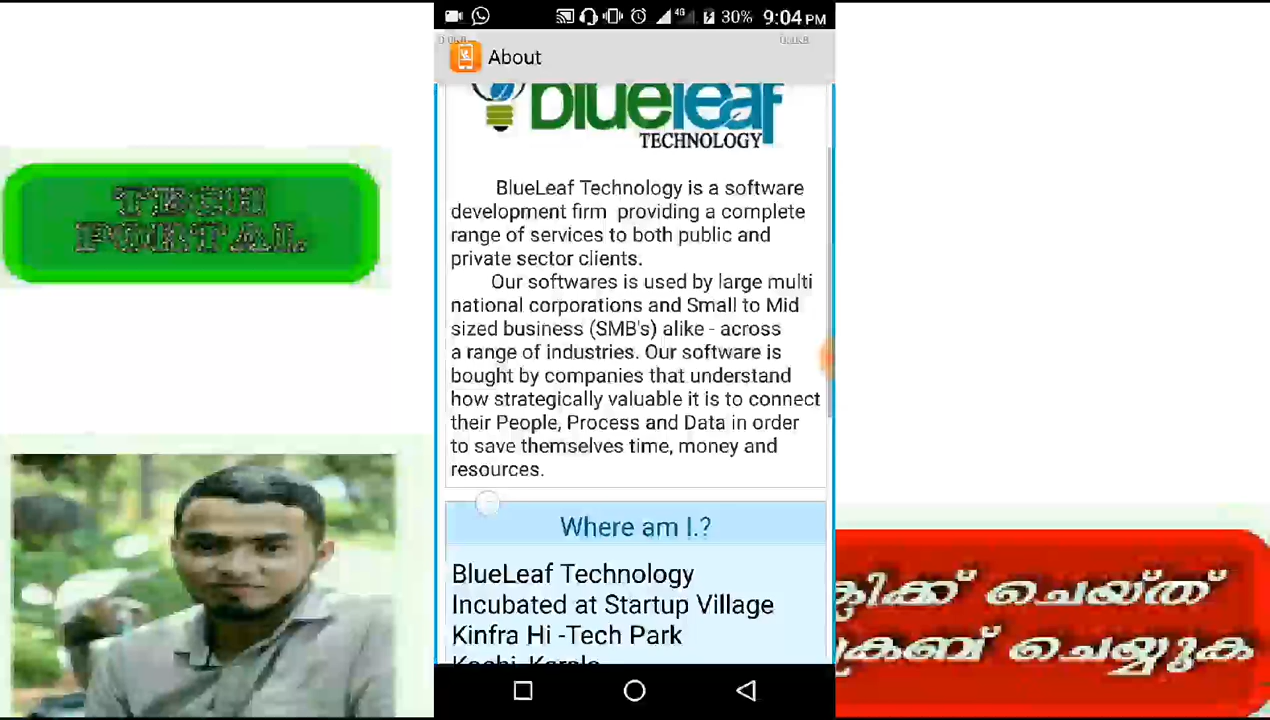 30% 9:04 PM
About
TECH
PORTAL
blueleaf
TECHNOLOGY
BlueLeaf Technology is a software
development firm providing a complete
range of services to both public and
private sector clients.
Our softwares is used by large multi
national corporations and Small to Mid
sized business (SMB's) alike - across
a range of industries. Our software is
bought by companies that understand
how strategically valuable it is to connect
their People, Process and Data in order
to save themselves time, money and
resources.
Where am I.?
BlueLeaf Technology
Incubated at Startup Village
Kinfra Hi -Tech Park
Kochi, Kerala
ചെയ്ത്
ചെയ്യുക